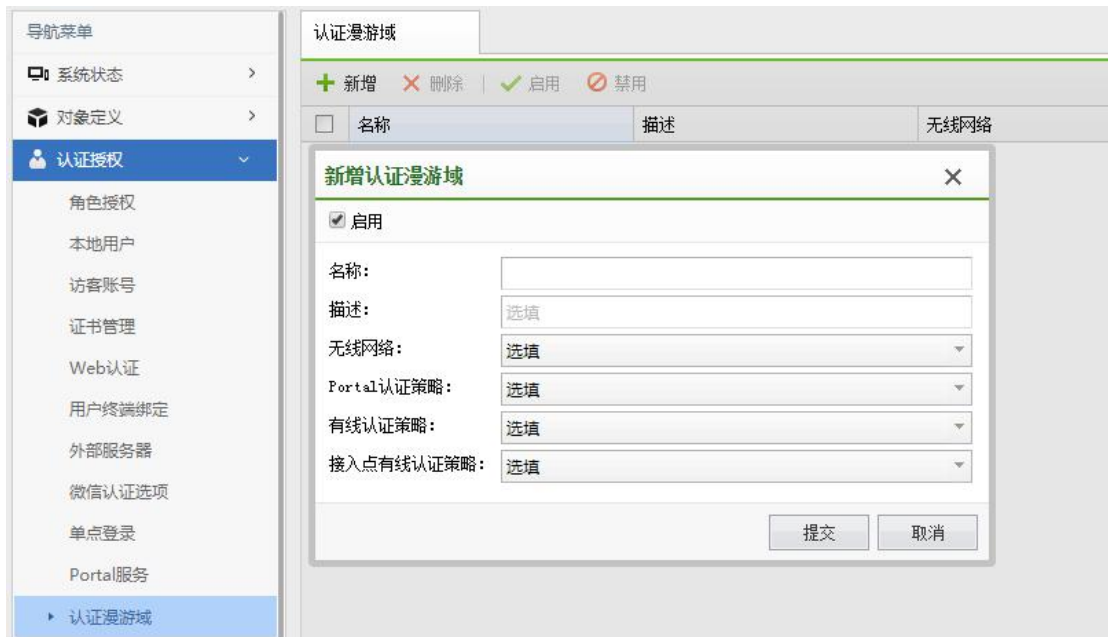 导航菜单
系统状态
对象定义
认证授权
角色授权
本地用户
访客账号
证书管理
Web认证
用户终端绑定
外部服务器
微信认证选项
单点登录
Portal服务
认证漫游域
认证漫游域
新增 删除 启用 禁用
名称 描述 无线网络
新增认证漫游域
启用
名称:
描述: 选填
无线网络: 选填
Portal认证策略: 选填
有线认证策略: 选填
接入点有线认证策略: 选填
提交 取消